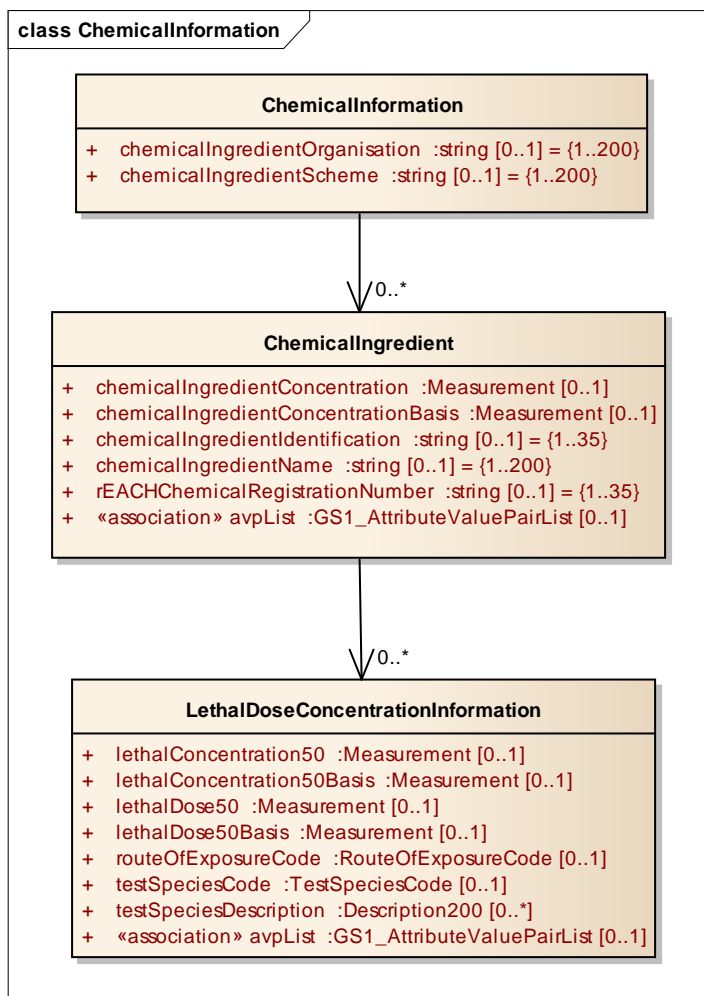 class ChemicalInformation
ChemicalInformation
+ chemicalIngredientOrganisation :string [0..1] = {1..200}
+ chemicalIngredientScheme :string [0..1] = {1..200}
0..*
ChemicalIngredient
+ chemicalIngredientConcentration :Measurement [0..1]
+ chemicalIngredientConcentrationBasis :Measurement [0..1]
+ chemicalIngredientIdentification :string [0..1] = {1..35}
+ chemicalIngredientName :string [0..1] = {1..200}
+ rEACHChemicalRegistrationNumber :string [0..1] = {1..35}
+ «association» avpList :GS1_AttributeValuePairList [0..1]
0..*
LethalDoseConcentrationInformation
+ lethalConcentration50 :Measurement [0..1]
+ lethalConcentration50Basis :Measurement [0..1]
+ lethalDose50 :Measurement [0..1]
+ lethalDose50Basis :Measurement [0..1]
+ routeOfExposureCode :RouteOfExposureCode [0..1]
+ testSpeciesCode :TestSpeciesCode [0..1]
+ testSpeciesDescription :Description200 [0..*]
+ «association» avpList :GS1_AttributeValuePairList [0..1]